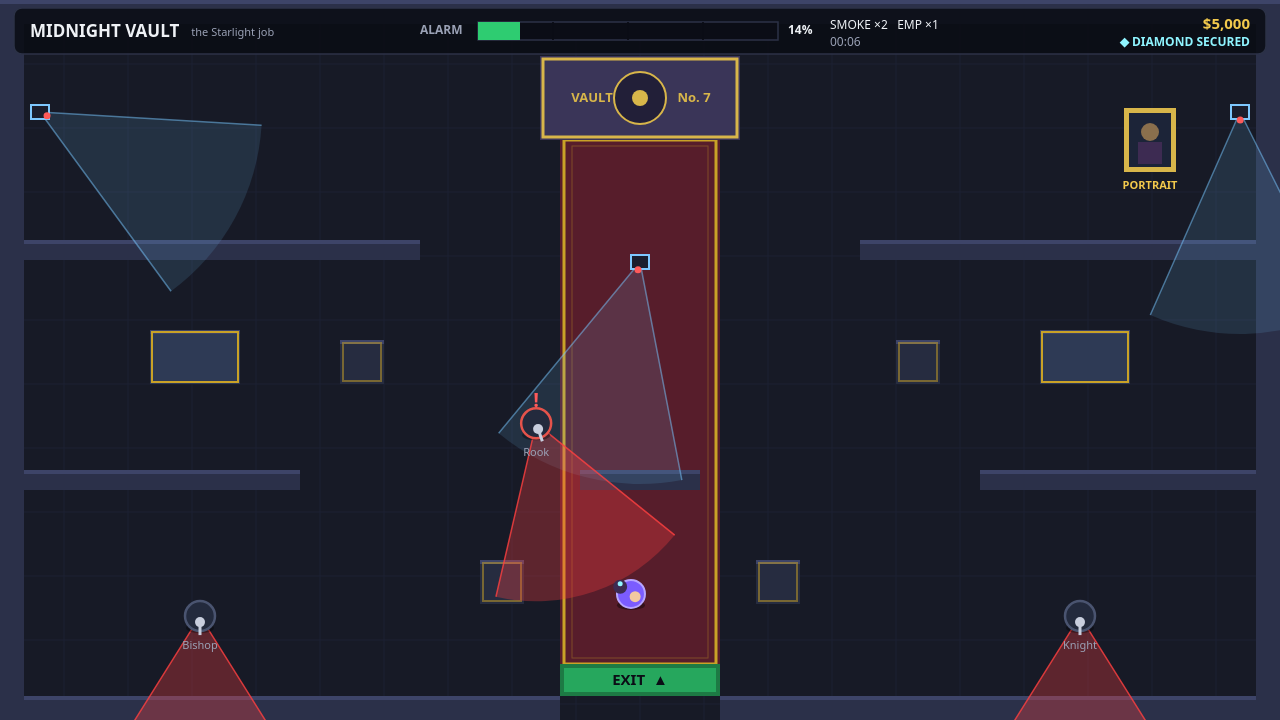 MIDNIGHT VAULT the Starlight job
ALARM 14%
SMOKE ×2 EMP ×1
00:06
$5,000
◆ DIAMOND SECURED
VAULT No. 7
PORTRAIT
!
Rook
Bishop
Knight
EXIT ▲